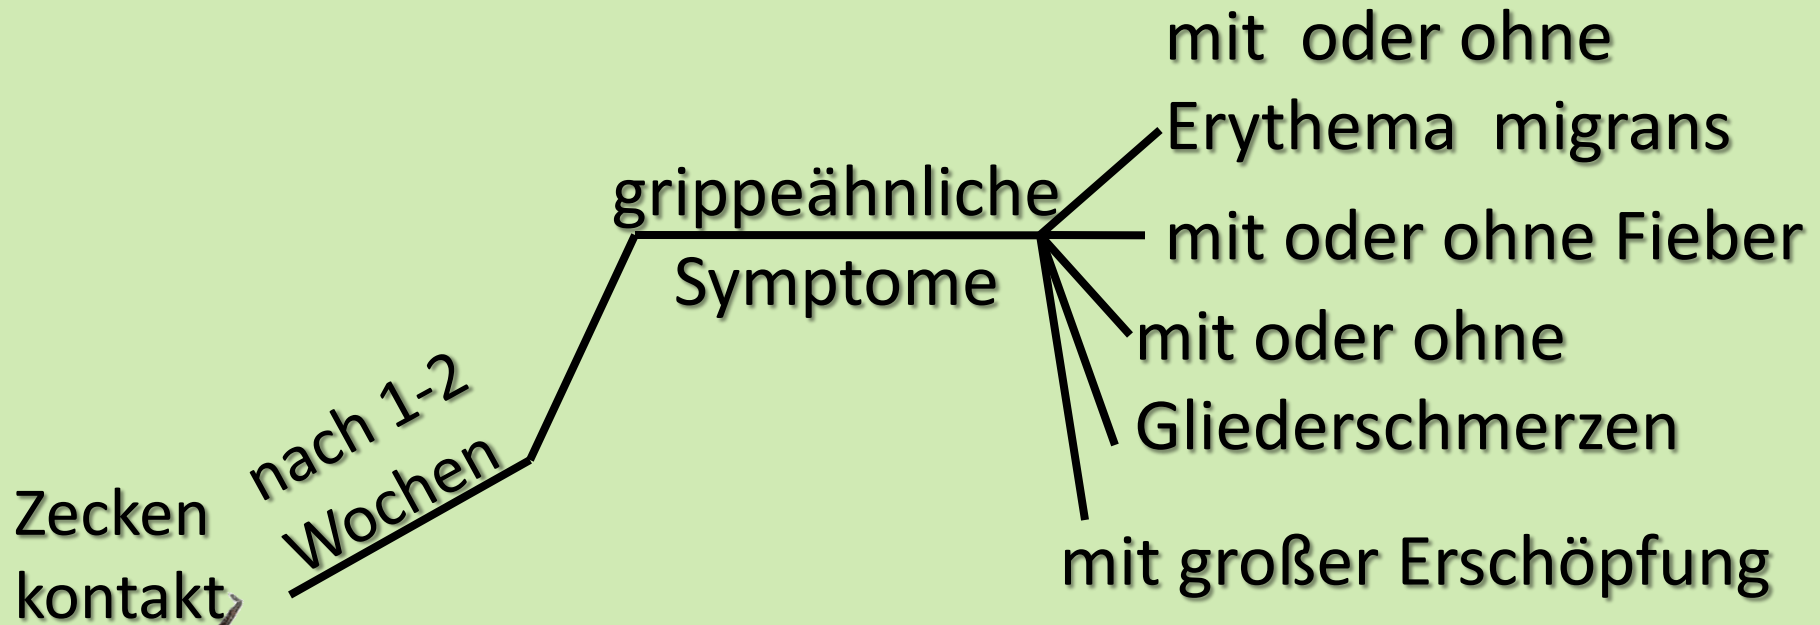 mit oder ohne
Erythema migrans
grippeähnliche
Symptome
mit oder ohne Fieber
mit oder ohne
Gliederschmerzen
nach 1-2
Wochen
Zecken
kontakt
mit großer Erschöpfung